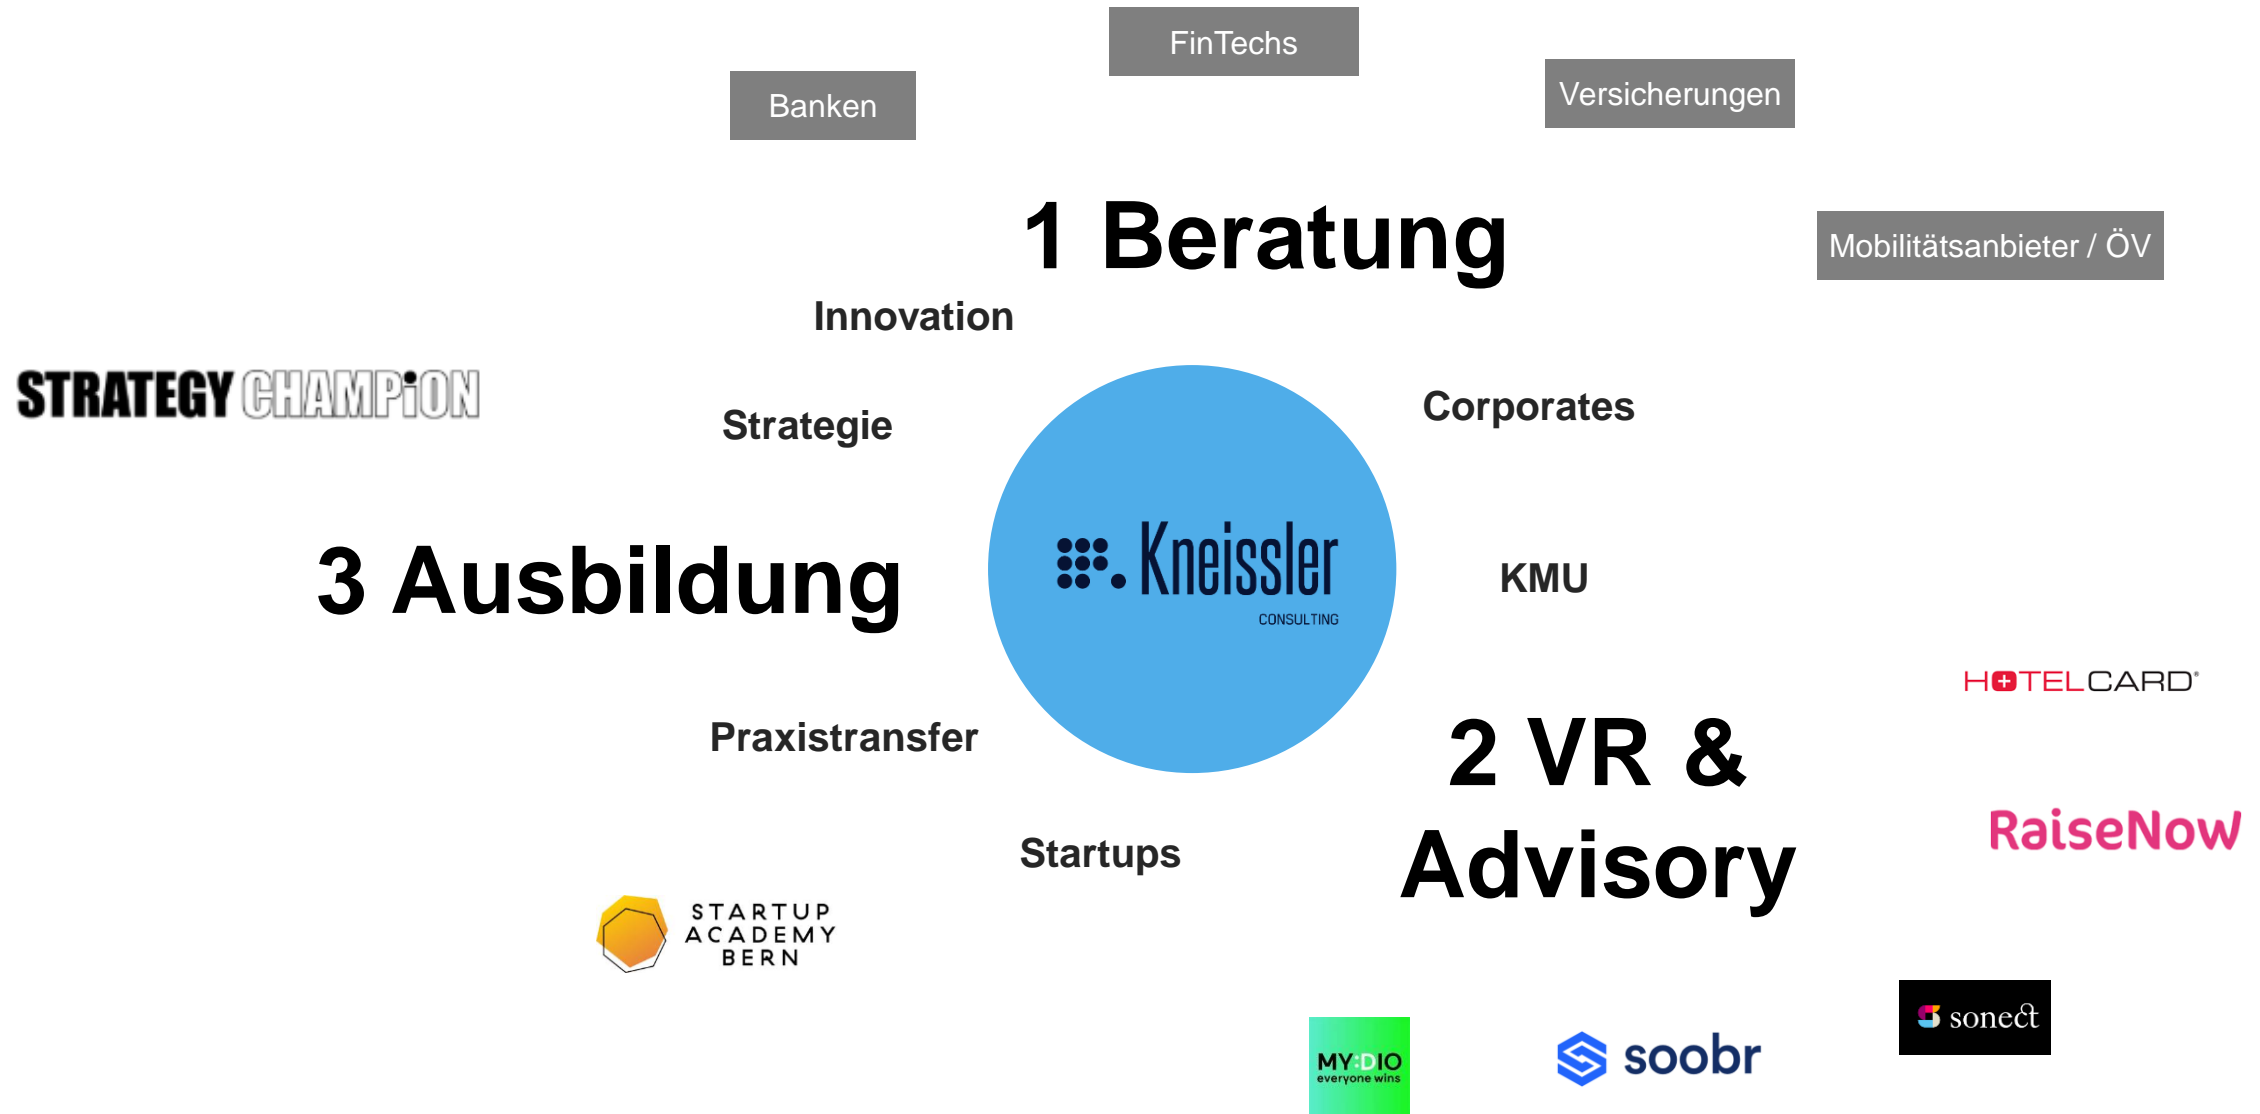 FinTechs
Banken
Versicherungen
1 Beratung
Mobilitätsanbieter / ÖV
Innovation
STRATEGY CHAMPiON
Strategie
Corporates
Kneissler
CONSULTING
3 Ausbildung
KMU
HOTELCARD®
Praxistransfer
2 VR &
Advisory
RaiseNow
Startups
STARTUP
ACADEMY
BERN
sonect
MY:DIO
everyone wins
soobr